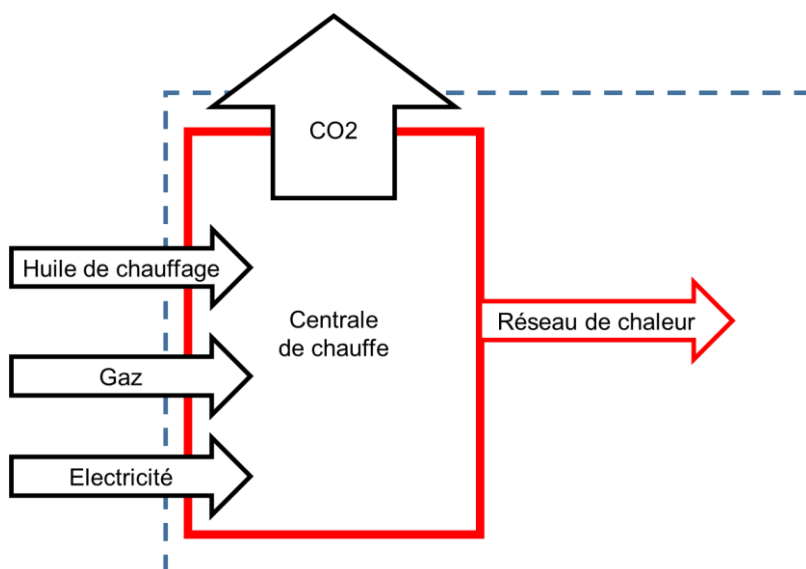 CO2
Huile de chauffage
Centrale
de chauffe
Réseau de chaleur
Gaz
Electricité